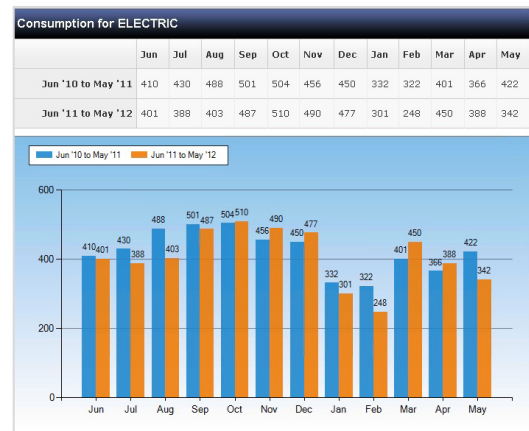 Consumption for ELECTRIC
Jun Jul Aug Sep Oct Nov Dec Jan Feb Mar Apr May
Jun '10 to May '11 410 430 488 501 504 456 450 332 322 401 366 422
Jun '11 to May '12 401 388 403 487 510 490 477 301 248 450 388 342
Jun '10 to May '11 Jun '11 to May '12
600
400
200
0
410 401 430 388 488 403 501 487 504 510 456 490 450 477 332 301 322 248 401 450 366 388 422 342
Jun Jul Aug Sep Oct Nov Dec Jan Feb Mar Apr May